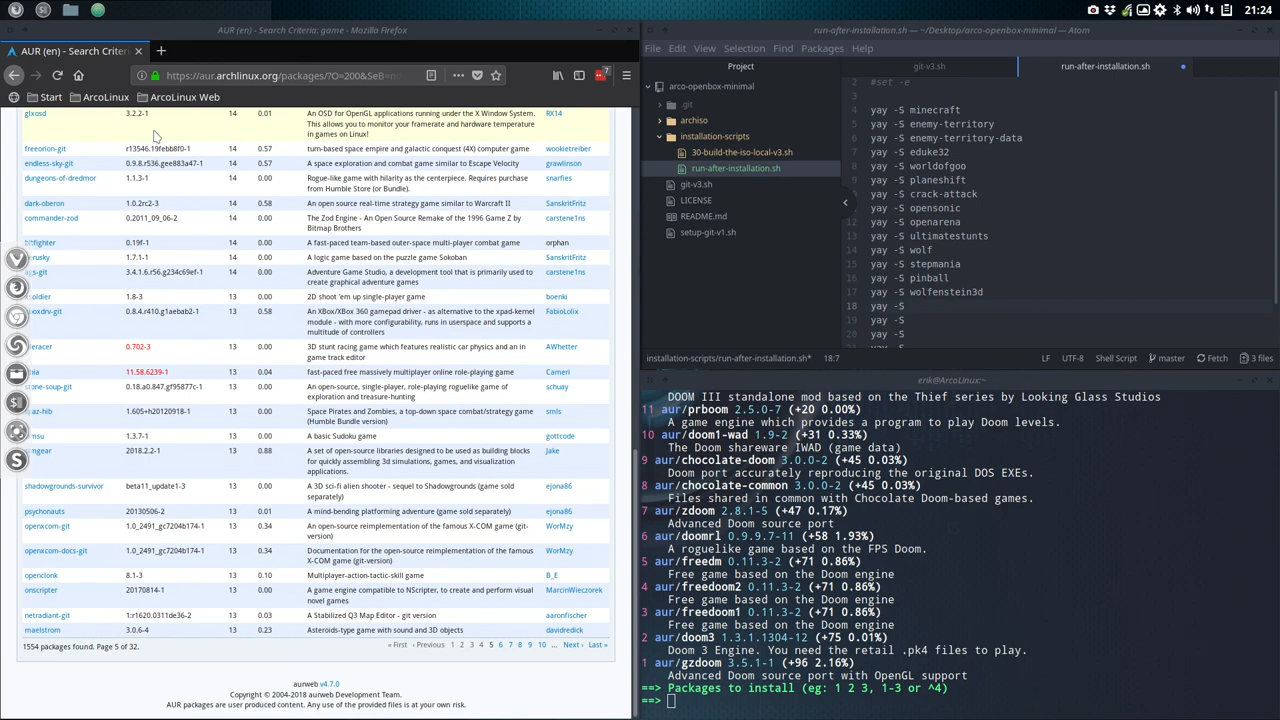 21:24
AUR (en) - Search Criteria: game - Mozilla Firefox
AUR (en) - Search Criteri
https://aur.archlinux.org/packages/?O=200&SeB=n
7
Start ArcoLinux ArcoLinux Web
glxosd 3.2.2-1 14 0.01 An OSD for OpenGL applications running under the X Window System. RX14
This allows you to monitor your framerate and hardware temperature
in games on Linux!
freeorion-git r13546.19febb8f0-1 14 0.57 turn-based space empire and galactic conquest (4X) computer game wookietreiber
endless-sky-git 0.9.8.r536.gee883a47-1 14 0.57 A space exploration and combat game similar to Escape Velocity grawlinson
dungeons-of-dredmor 1.1.3-1 14 0.00 Rogue-like game with hilarity as the centerpiece. Requires purchase snarfies
from Humble Store (or Bundle).
dark-oberon 1.0.2rc2-3 14 0.58 An open source real-time strategy game similar to Warcraft II SanskritFritz
commander-zod 0.2011_09_06-2 14 0.00 The Zod Engine - An Open Source Remake of the 1996 Game Z by carstene1ns
Bitmap Brothers
bitfighter 0.19f-1 14 0.00 A fast-paced team-based outer-space multi-player combat game orphan
rusky 1.7.1-1 14 0.00 A logic game based on the puzzle game Sokoban SanskritFritz
ags-git 3.4.1.6.r56.g234c69ef-1 14 0.00 Adventure Game Studio, a development tool that is primarily used to carstene1ns
create graphical adventure games
soldier 1.8-3 13 0.00 2D shoot 'em up single-player game boenki
oxdrv-git 0.8.4.r410.g1aebab2-1 13 0.58 An XBox/XBox 360 gamepad driver - as alternative to the xpad-kernel FabioLolix
module - with more configurability, runs in userspace and supports a
multitude of controllers
eracer 0.702-3 13 0.00 3D stunt racing game which features realistic car physics and an in AWhetter
game track editor
ia 11.58.6239-1 13 0.04 fast-paced free massively multiplayer online role-playing game Cameri
stone-soup-git 0.18.a0.847.gf95877c-1 13 0.00 An open-source, single-player, role-playing roguelike game of schuay
exploration and treasure-hunting
az-hib 1.605+h20120918-1 13 0.00 Space Pirates and Zombies, a top-down space combat/strategy game smls
(Humble Bundle version)
msu 1.3.7-1 13 0.00 A basic Sudoku game gottcode
mgear 2018.2.2-1 13 0.88 A set of open-source libraries designed to be used as building blocks Jake
for quickly assembling 3d simulations, games, and visualization
applications.
shadowgrounds-survivor beta11_update1-3 13 0.00 A 3D sci-fi alien shooter - sequel to Shadowgrounds (game sold ejona86
separately)
psychonauts 20130506-2 13 0.01 A mind-bending platforming adventure (game sold separately) ejona86
openxcom-git 1.0_2491_gc7204b174-1 13 0.34 An open-source reimplementation of the famous X-COM game (git- WorMzy
version)
openxcom-docs-git 1.0_2491_gc7204b174-1 13 0.34 Documentation for the open-source reimplementation of the famous WorMzy
X-COM game (git-version)
openclonk 8.1-3 13 0.10 Multiplayer-action-tactic-skill game B_E
onscripter 20170814-1 13 0.00 A game engine compatible to NScripter, to create and perform visual MarcinWieczorek
novel games
netradiant-git 1:r1620.0311de36-2 13 0.03 A Stabilized Q3 Map Editor - git version aaronfischer
maelstrom 3.0.6-4 13 0.23 Asteroids-type game with sound and 3D objects davidredick
1554 packages found. Page 5 of 32. « First ‹ Previous 1 2 3 4 5 6 7 8 9 10 ... Next › Last »
aurweb v4.7.0
Copyright © 2004-2018 aurweb Development Team.
AUR packages are user produced content. Any use of the provided files is at your own risk.
run-after-installation.sh — ~/Desktop/arco-openbox-minimal — Atom
File Edit View Selection Find Packages Help
Project
arco-openbox-minimal
.git
archiso
installation-scripts
30-build-the-iso-local-v3.sh
run-after-installation.sh
git-v3.sh
LICENSE
README.md
setup-git-v1.sh
git-v3.sh run-after-installation.sh
2 #set -e
3
4 yay -S minecraft
5 yay -S enemy-territory
6 yay -S enemy-territory-data
7 yay -S eduke32
8 yay -S worldofgoo
9 yay -S planeshift
10 yay -S crack-attack
11 yay -S opensonic
12 yay -S openarena
13 yay -S ultimatestunts
14 yay -S wolf
15 yay -S stepmania
16 yay -S pinball
17 yay -S wolfenstein3d
18 yay -S
19 yay -S
20 yay -S
installation-scripts/run-after-installation.sh* 18:7 LF UTF-8 Shell Script master Fetch 3 files
erik@ArcoLinux:~
DOOM III standalone mod based on the Thief series by Looking Glass Studios
11 aur/prboom 2.5.0-7 (+20 0.00%)
A game engine which provides a program to play Doom levels.
10 aur/doom1-wad 1.9-2 (+31 0.33%)
The Doom shareware IWAD (game data)
9 aur/chocolate-doom 3.0.0-2 (+45 0.03%)
Doom port accurately reproducing the original DOS EXEs.
8 aur/chocolate-common 3.0.0-2 (+45 0.03%)
Files shared in common with Chocolate Doom-based games.
7 aur/zdoom 2.8.1-5 (+47 0.17%)
Advanced Doom source port
6 aur/doomrl 0.9.9.7-11 (+58 1.93%)
A roguelike game based on the FPS Doom.
5 aur/freedm 0.11.3-2 (+71 0.86%)
Free game based on the Doom engine
4 aur/freedoom2 0.11.3-2 (+71 0.86%)
Free game based on the Doom engine
3 aur/freedoom1 0.11.3-2 (+71 0.86%)
Free game based on the Doom engine
2 aur/doom3 1.3.1.1304-12 (+75 0.01%)
Doom 3 Engine. You need the retail .pk4 files to play.
1 aur/gzdoom 3.5.1-1 (+96 2.16%)
Advanced Doom source port with OpenGL support
==> Packages to install (eg: 1 2 3, 1-3 or ^4)
==>